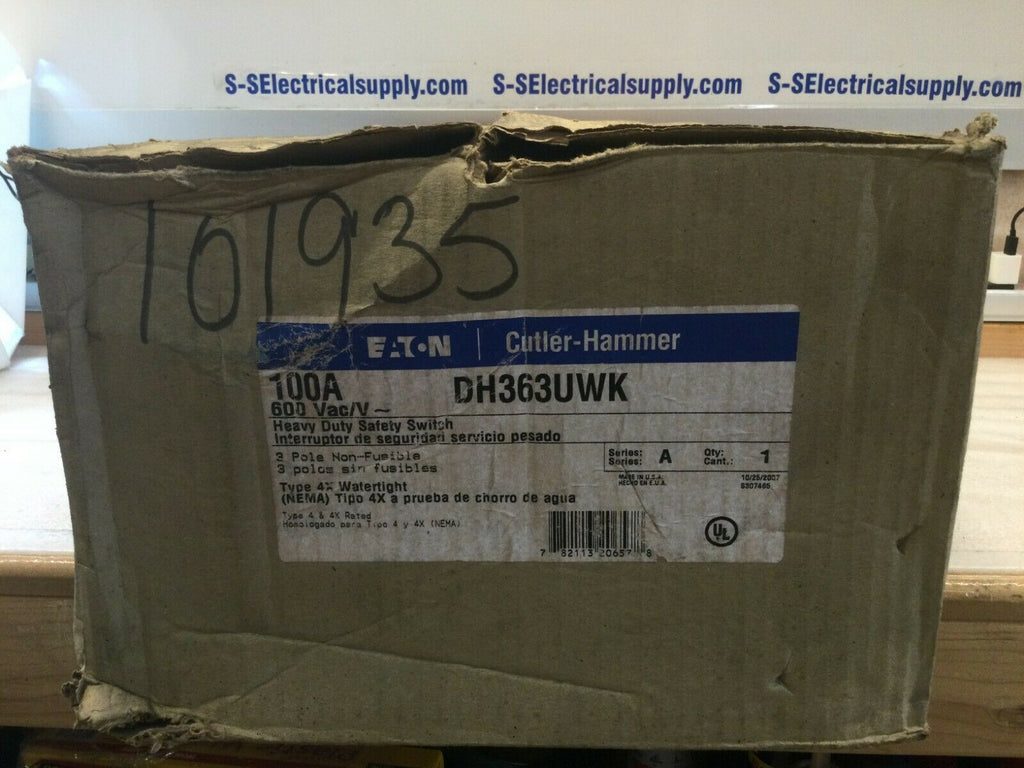 S-SElectricalsupply.com S-SElectricalsupply.com S-SElectricalsupply.com
101935
EATON | Cutler-Hammer
100A DH363UWK
600 Vac/V ~
Heavy Duty Safety Switch
Interruptor de seguridad servicio pesado
3 Pole Non-Fusible
3 polos sin fusibles
Series: A Qty: 1
Series: Cant.:
MADE IN U.S.A. 10/25/2007
HECHO EN E.U.A.
Type 4X Watertight
(NEMA) Tipo 4X a prueba de chorro de agua
Type 4 & 4X Rated
Homologado para Tipo 4 y 4X (NEMA)
UL
7 82113 20657 8